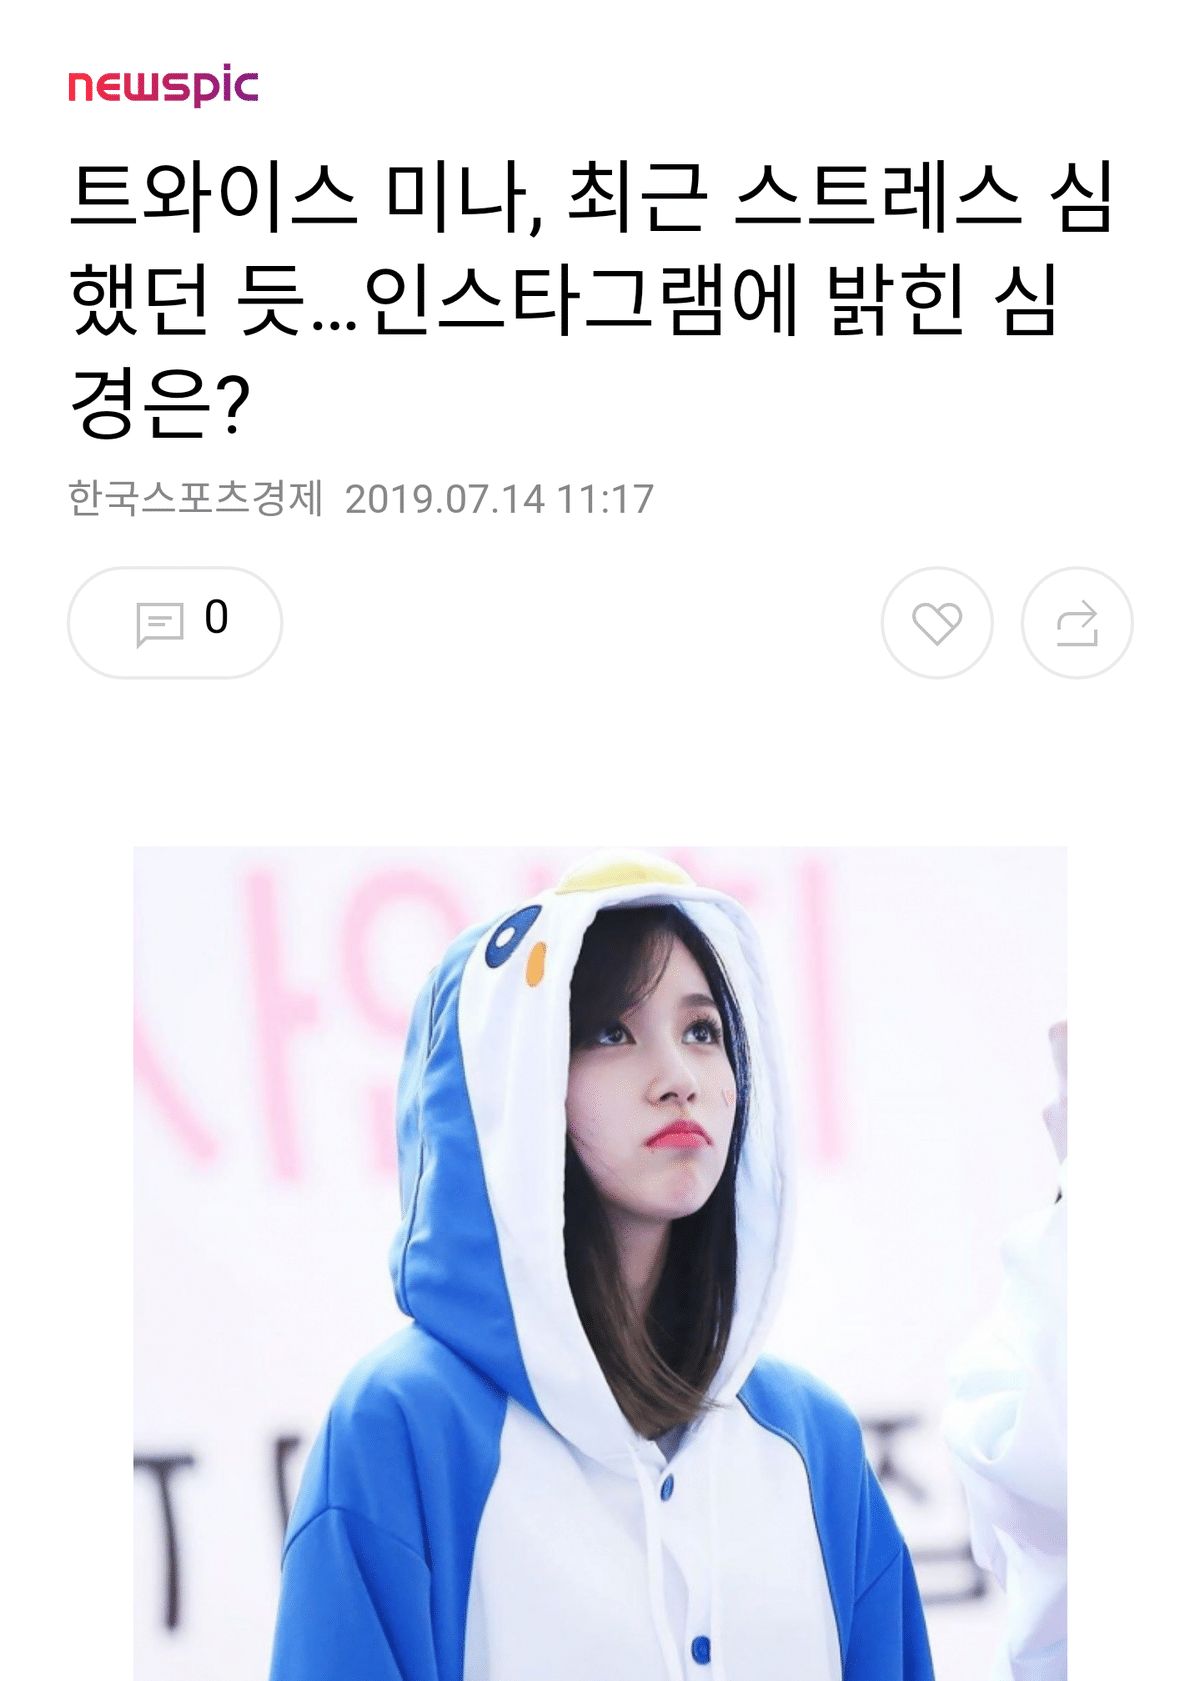 newspic
트와이스 미나, 최근 스트레스 심
했던 듯...인스타그램에 밝힌 심
경은?
한국스포츠경제 2019.07.14 11:17
0